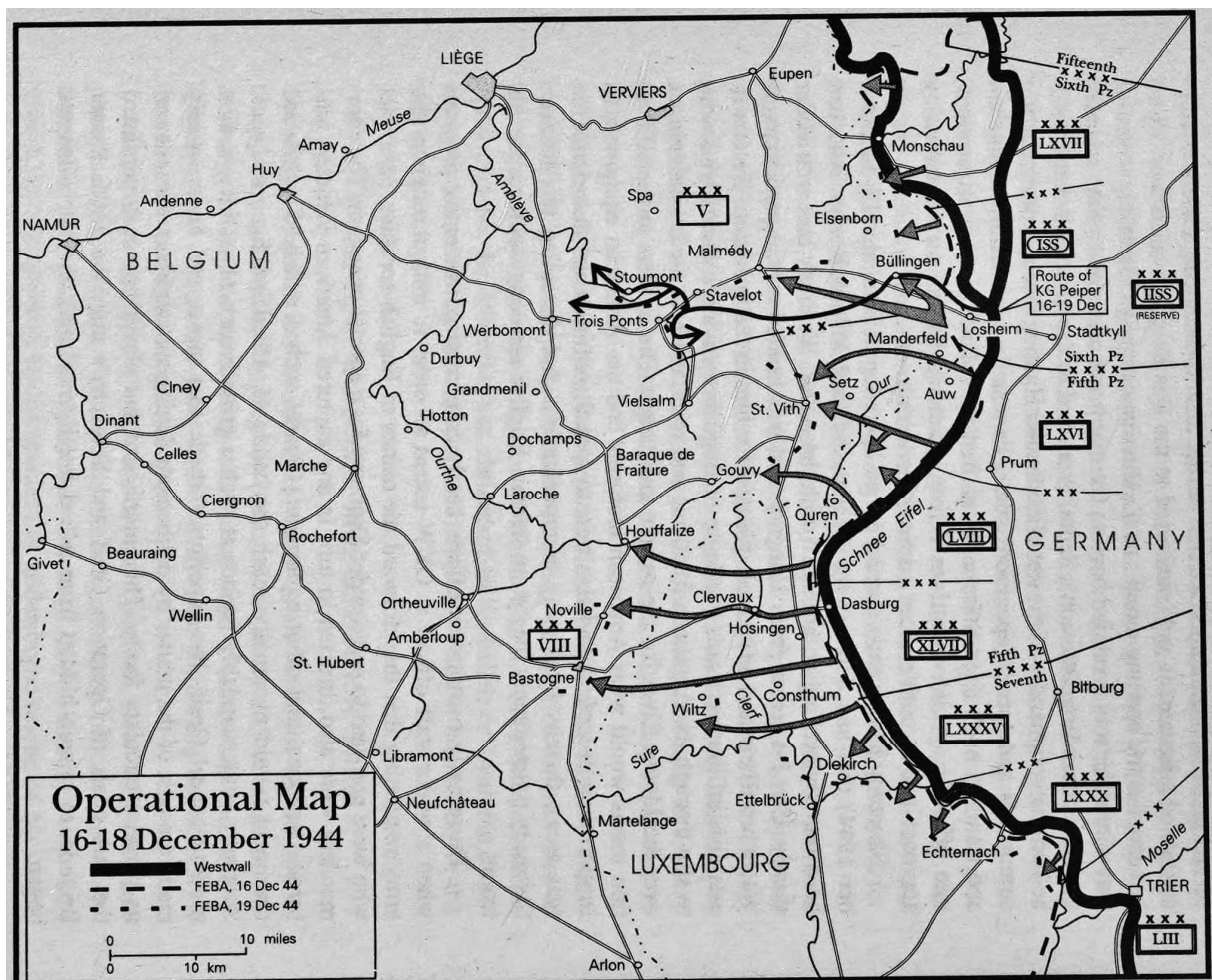 LIÈGE
Eupen
Fifteenth
x x x x
Sixth Pz
VERVIERS
Meuse
Amay
Monschau
x x x
LXVII
Huy
Andenne
Amblève
Spa
x x x
V
Elsenborn
x x x
NAMUR
BELGIUM
Malmédy
Büllingen
x x x
ISS
Stoumont
Stavelot
Route of
KG Peiper
16-19 Dec
x x x
IISS
(RESERVE)
Werbomont
Trois Ponts
x x x
Losheim
Stadtkyll
Manderfeld
Durbuy
Sixth Pz
x x x x
Fifth Pz
Ciney
Grandmenil
Setz
Our
Auw
Vielsalm
St. Vith
Dinant
Hotton
x x x
LXVI
Celles
Dochamps
Marche
Ourthe
Baraque de
Fraiture
Gouvy
Prum
Ciergnon
Laroche
x x x
Ouren
Schnee Eifel
Rochefort
Houffalize
x x x
LVIII
GERMANY
Givet
Beauraing
x x x
Wellin
Ortheuville
Noville
Clervaux
Dasburg
Amberloup
x x x
VIII
Hosingen
x x x
XLVII
St. Hubert
Bastogne
Fifth Pz
x x x x
Seventh
Consthum
Bitburg
Wiltz
Clerf
x x x
LXXXV
Libramont
Sure
Diekirch
x x x
x x x
LXXX
Neufchâteau
Ettelbrück
x x x
Martelange
Echternach
Moselle
LUXEMBOURG
TRIER
x x x
LIII
Arlon
Operational Map
16-18 December 1944
Westwall
FEBA, 16 Dec 44
FEBA, 19 Dec 44
0 10 miles
0 10 km